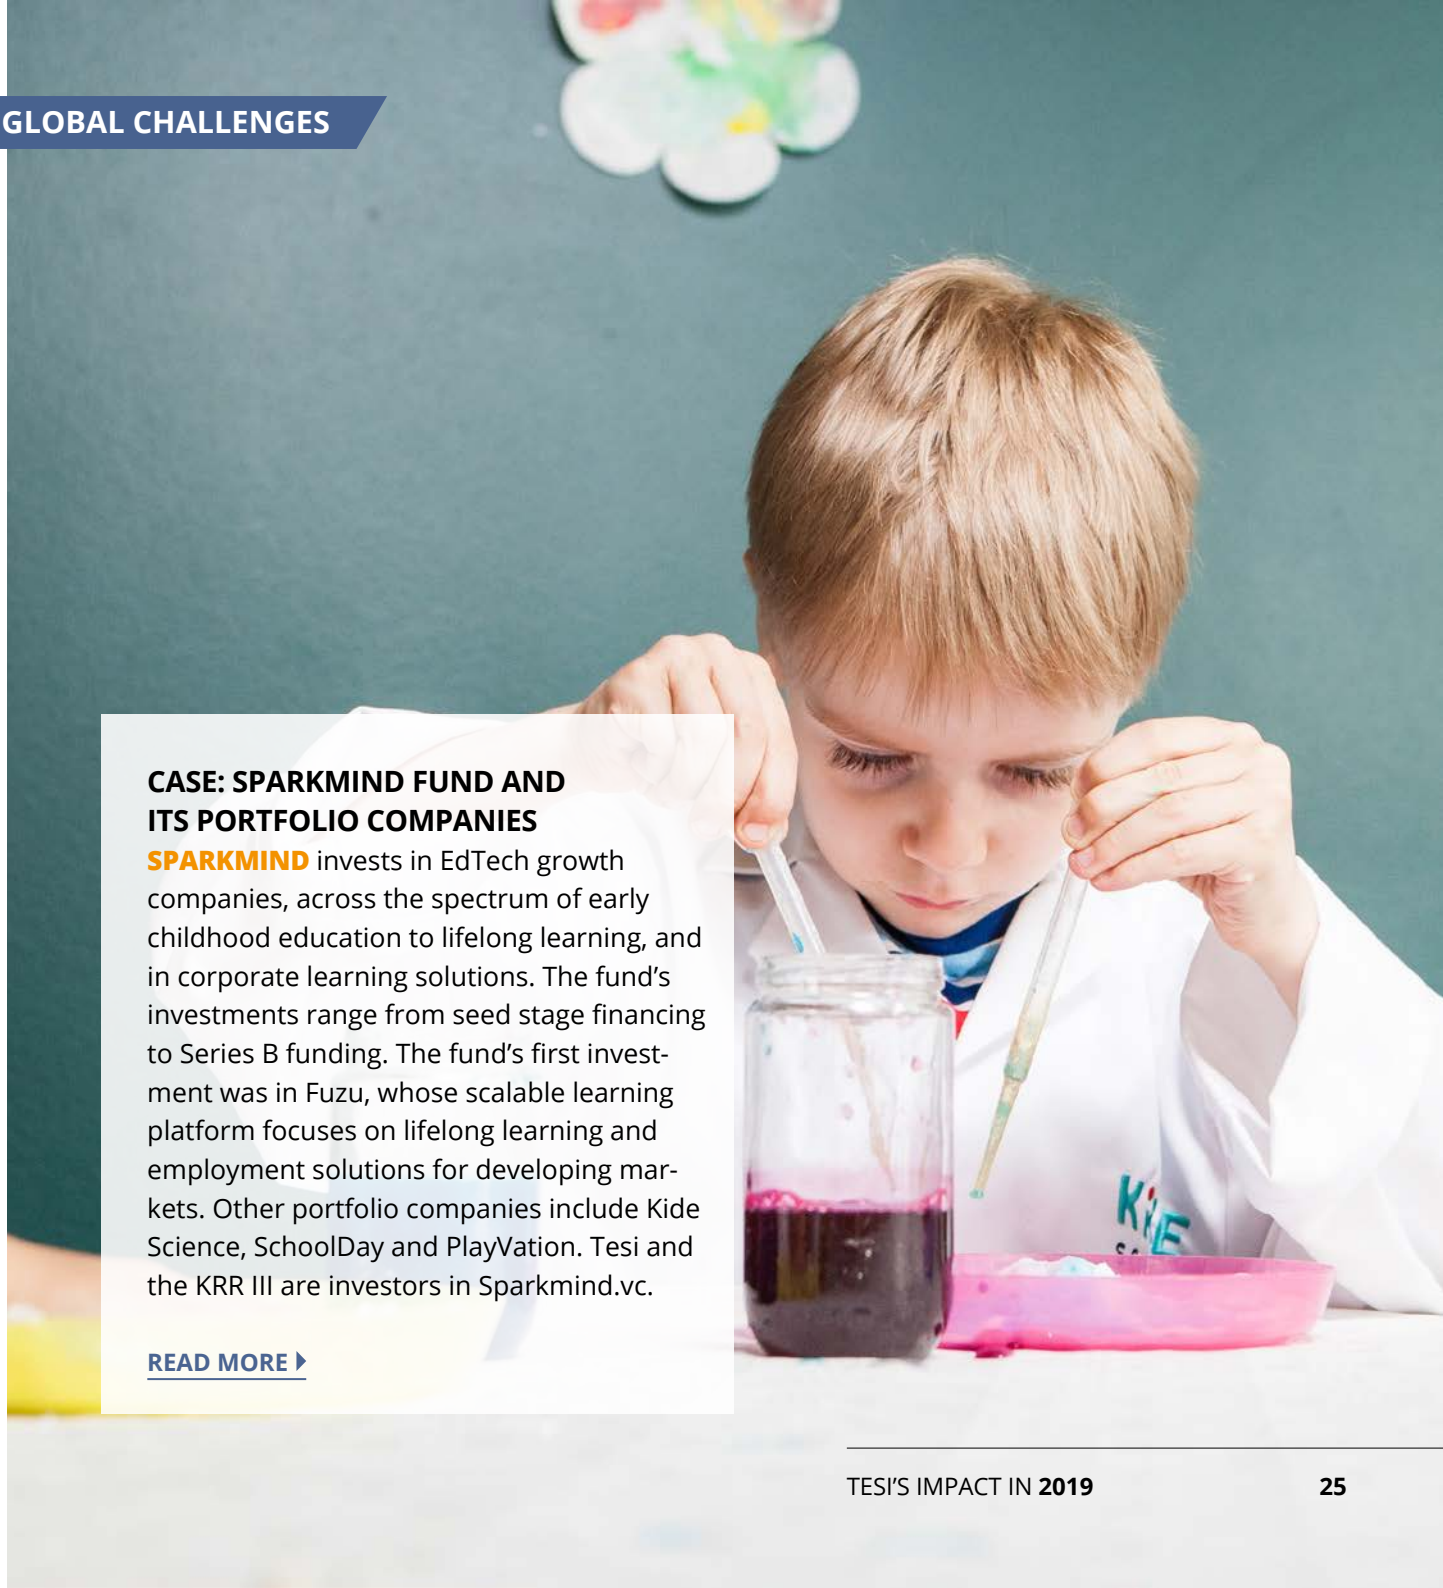 GLOBAL CHALLENGES
CASE: SPARKMIND FUND AND
ITS PORTFOLIO COMPANIES
SPARKMIND invests in EdTech growth
companies, across the spectrum of early
childhood education to lifelong learning, and
in corporate learning solutions. The fund’s
investments range from seed stage financing
to Series B funding. The fund’s first invest-
ment was in Fuzu, whose scalable learning
platform focuses on lifelong learning and
employment solutions for developing mar-
kets. Other portfolio companies include Kide
Science, SchoolDay and PlayVation. Tesi and
the KRR III are investors in Sparkmind.vc.
READ MORE
KiDE
TESI’S IMPACT IN 2019 25